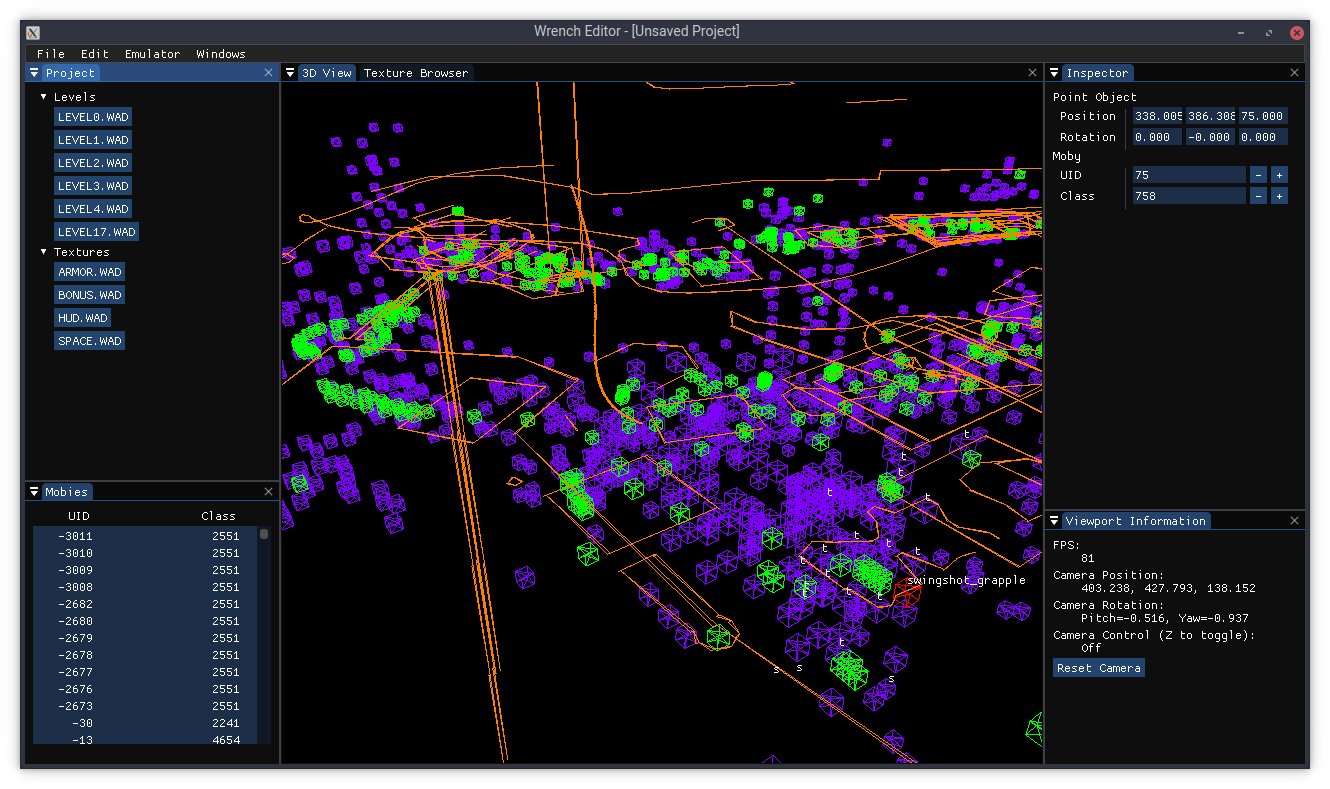 Wrench Editor - [Unsaved Project]
File Edit Emulator Windows
Project
Levels
LEVEL0.WAD
LEVEL1.WAD
LEVEL2.WAD
LEVEL3.WAD
LEVEL4.WAD
LEVEL17.WAD
Textures
ARMOR.WAD
BONUS.WAD
HUD.WAD
SPACE.WAD
Mobies
UID Class
-3011 2551
-3010 2551
-3009 2551
-3008 2551
-2682 2551
-2680 2551
-2679 2551
-2678 2551
-2677 2551
-2676 2551
-2673 2551
-30 2241
-13 4654
3D View Texture Browser
t
t
t
t
t
t
t
t
t
t
t
t
t
t
swingshot_grapple
t
s
s
s
Inspector
Point Object
Position 338.005 386.308 75.000
Rotation 0.000 -0.000 0.000
Moby
UID 75 - +
Class 758 - +
Viewport Information
FPS:
81
Camera Position:
403.238, 427.793, 138.152
Camera Rotation:
Pitch=-0.516, Yaw=-0.937
Camera Control (Z to toggle):
Off
Reset Camera